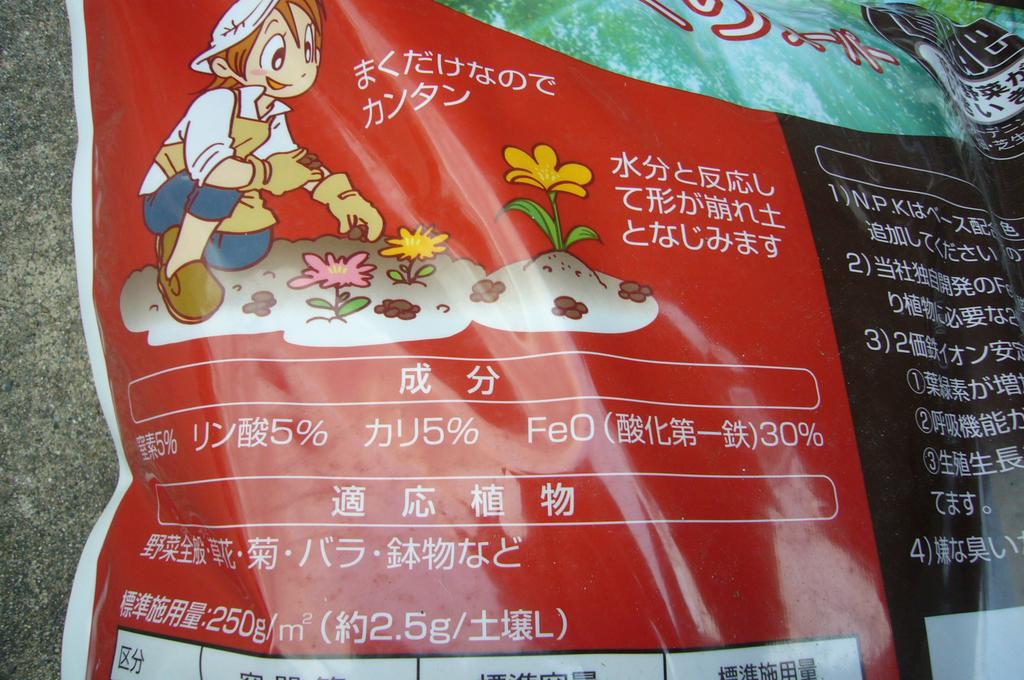 まくだけなので
カンタン
水分と反応し
て形が崩れ土
となじみます
成分
窒素5% リン酸5% カリ5% FeO(酸化第一鉄)30%
適応植物
野菜全般・草花・菊・バラ・鉢物など
標準施用量:250g/m²(約2.5g/土壌L)
区分 標準容量 標準施用量
1)N.P.Kはベース配
追加してください
2)当社独自開発のFe
り植物に必要な2
3)2価鉄イオン安定
①葉緑素が増
②呼吸機能が
③生殖生長
てます。
4)嫌な臭い